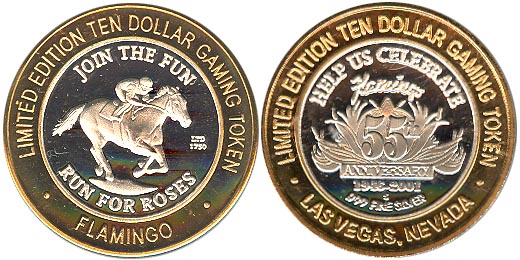 LIMITED EDITION TEN DOLLAR GAMING TOKEN
JOIN THE FUN
LTD
1750
RUN FOR ROSES
• FLAMINGO •
LIMITED EDITION TEN DOLLAR GAMING TOKEN
HELP US CELEBRATE
Flamingo
55th
ANNIVERSARY
1946-2001
.999 FINE SILVER
• LAS VEGAS, NEVADA •